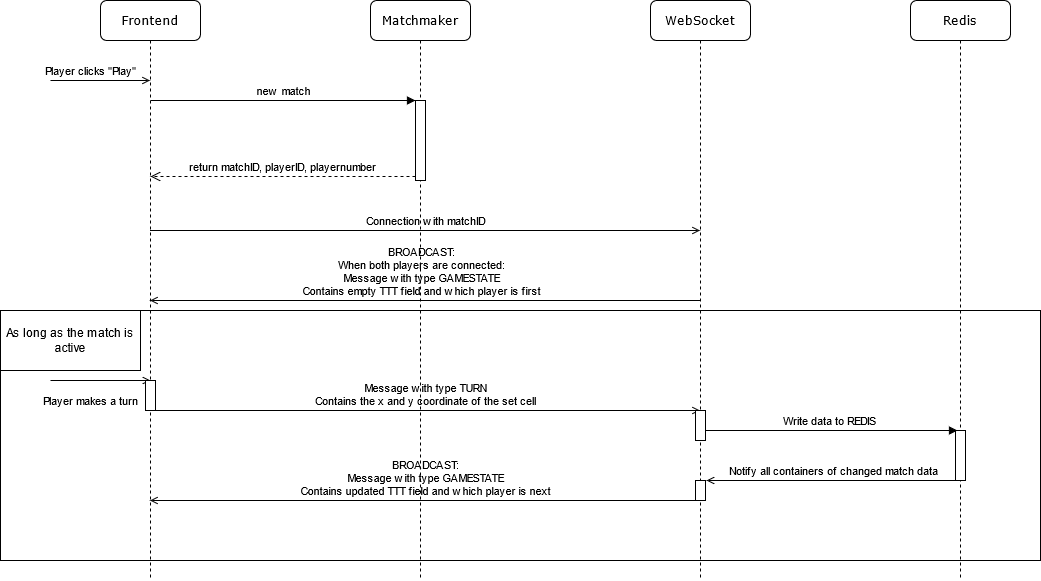 Frontend
Matchmaker
WebSocket
Redis
Player clicks "Play"
new match
return matchID, playerID, playernumber
Connection with matchID
BROADCAST:
When both players are connected:
Message with type GAMESTATE
Contains empty TTT field and which player is first
As long as the match is
active
Player makes a turn
Message with type TURN
Contains the x and y coordinate of the set cell
Write data to REDIS
Notify all containers of changed match data
BROADCAST:
Message with type GAMESTATE
Contains updated TTT field and which player is next